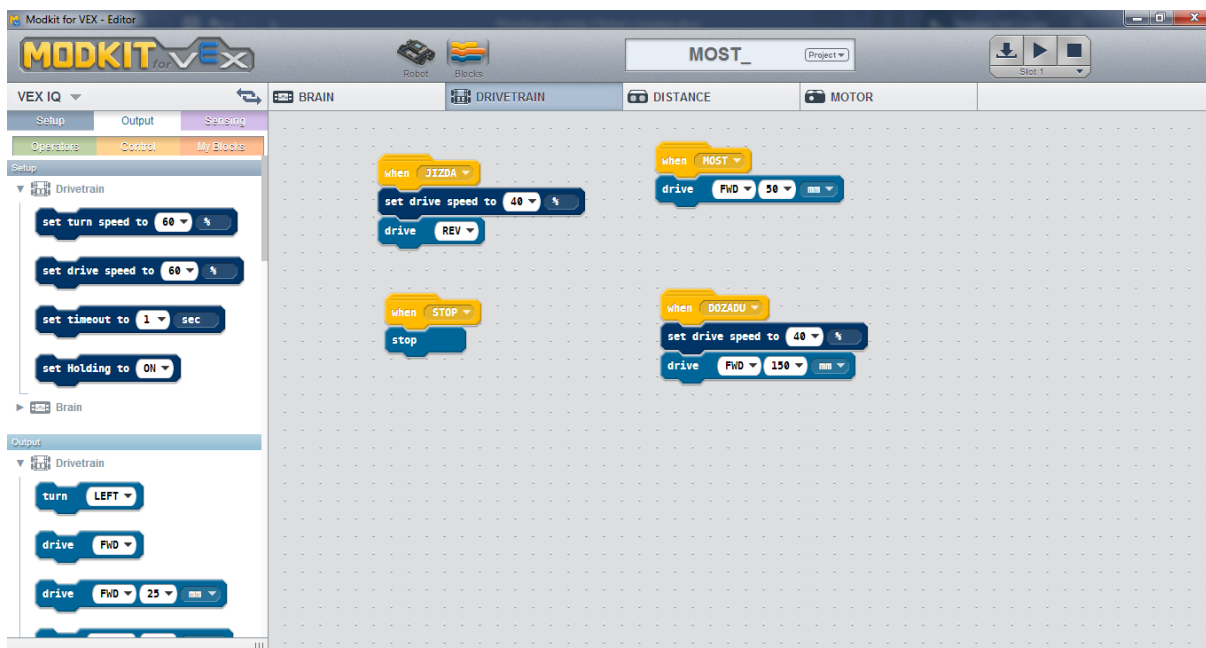 Modkit for VEX - Editor
MODKIT for VEX
Robot
Blocks
MOST_
Project
Slot 1
VEX IQ
BRAIN
DRIVETRAIN
DISTANCE
MOTOR
Setup Output Sensing
Operators Control My Blocks
Setup
Drivetrain
set turn speed to 60 %
set drive speed to 60 %
set timeout to 1 sec
set Holding to ON
Brain
Output
Drivetrain
turn LEFT
drive FWD
drive FWD 25 mm
when JIZDA
set drive speed to 40 %
drive REV
when MOST
drive FWD 50 mm
when STOP
stop
when DOZADU
set drive speed to 40 %
drive FWD 150 mm